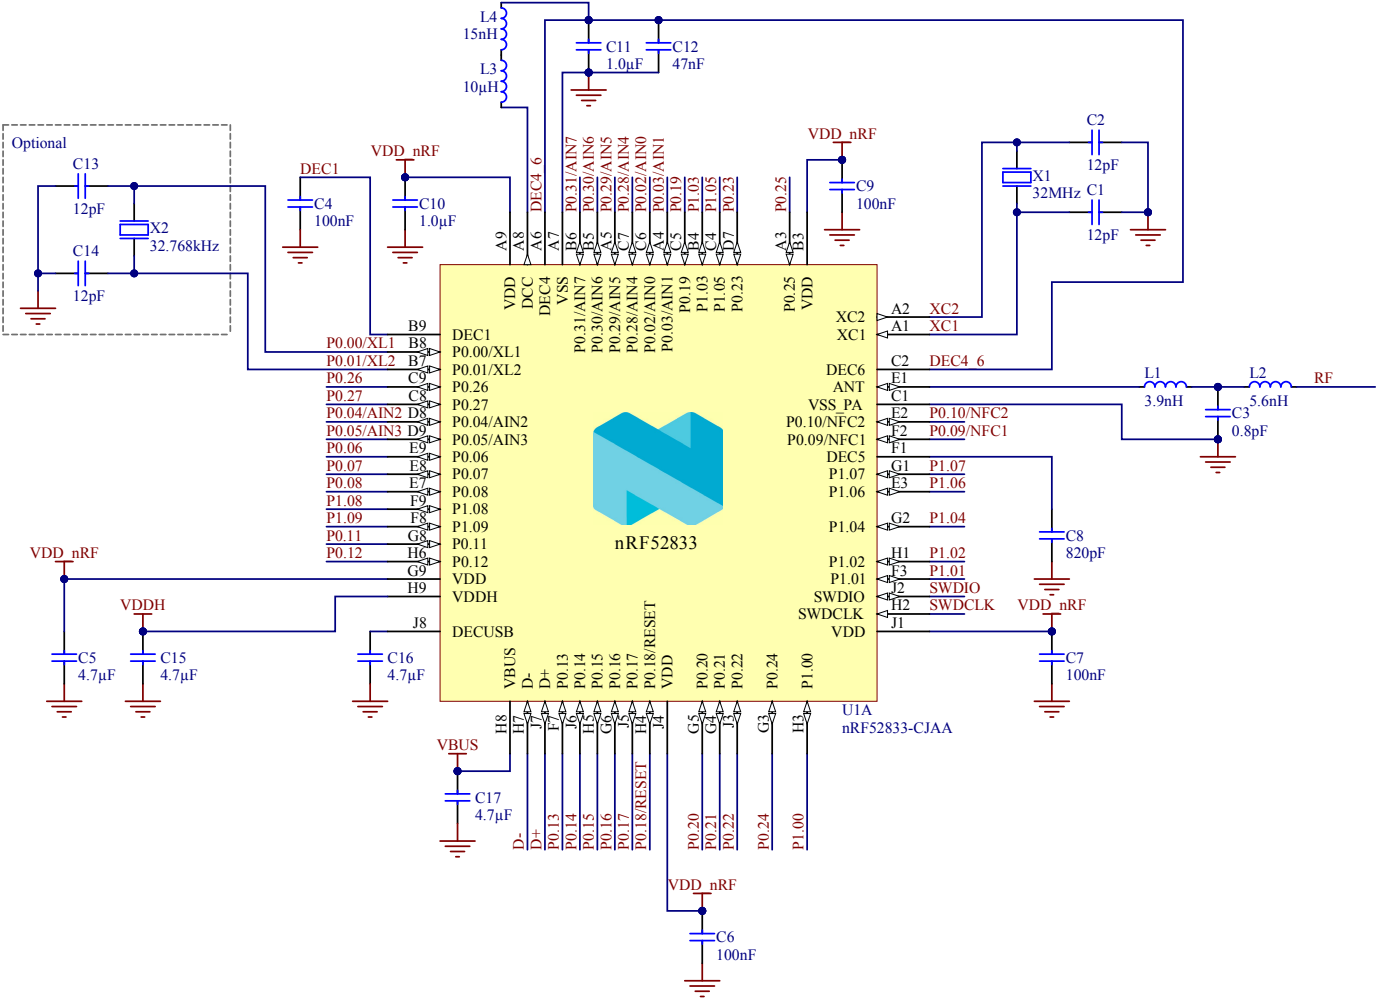 L4
15nH
L3
10µH
C11
1.0µF
C12
47nF
Optional
C13
12pF
X2
32.768kHz
C14
12pF
DEC1
C4
100nF
VDD_nRF
C10
1.0µF
DEC4_6
P0.31/AIN7
P0.30/AIN6
P0.29/AIN5
P0.28/AIN4
P0.02/AIN0
P0.03/AIN1
P0.19
P1.03
P1.05
P0.23
P0.25
VDD_nRF
C9
100nF
C2
12pF
X1
32MHz
C1
12pF
A9
A8
A6
A7
B6
B5
A5
C7
C6
A4
C5
B4
C4
D7
A3
B3
VDD
DCC
DEC4
VSS
P0.31/AIN7
P0.30/AIN6
P0.29/AIN5
P0.28/AIN4
P0.02/AIN0
P0.03/AIN1
P0.19
P1.03
P1.05
P0.23
P0.25
VDD
B9 DEC1
P0.00/XL1 B8 P0.00/XL1
P0.01/XL2 B7 P0.01/XL2
P0.26 C9 P0.26
P0.27 C8 P0.27
P0.04/AIN2 D8 P0.04/AIN2
P0.05/AIN3 D9 P0.05/AIN3
P0.06 E9 P0.06
P0.07 E8 P0.07
P0.08 E7 P0.08
P1.08 F9 P1.08
P1.09 F8 P1.09
P0.11 G8 P0.11
P0.12 H6 P0.12
G9 VDD
H9 VDDH
J8 DECUSB
XC2 A2 XC2
XC1 A1 XC1
DEC6 C2 DEC4_6
ANT E1
VSS_PA C1
P0.10/NFC2 E2 P0.10/NFC2
P0.09/NFC1 F2 P0.09/NFC1
DEC5 F1
P1.07 G1 P1.07
P1.06 E3 P1.06
P1.04 G2 P1.04
P1.02 H1 P1.02
P1.01 F3 P1.01
SWDIO J2 SWDIO
SWDCLK H2 SWDCLK
VDD J1
L1
3.9nH
L2
5.6nH
RF
C3
0.8pF
C8
820pF
VDD_nRF
C7
100nF
nRF52833
VDD_nRF
C5
4.7µF
VDDH
C15
4.7µF
C16
4.7µF
VBUS
D-
D+
P0.13
P0.14
P0.15
P0.16
P0.17
P0.18/RESET
VDD
P0.20
P0.21
P0.22
P0.24
P1.00
U1A
nRF52833-CJAA
H8
H7
J7
F7
J6
H5
G6
J5
H4
J4
G5
G4
J3
G3
H3
VBUS
C17
4.7µF
D-
D+
P0.13
P0.14
P0.15
P0.16
P0.17
P0.18/RESET
P0.20
P0.21
P0.22
P0.24
P1.00
VDD_nRF
C6
100nF